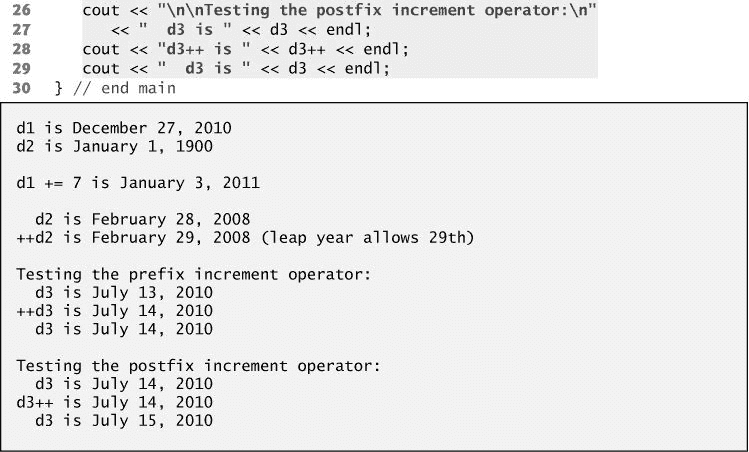 26 cout << "\n\nTesting the postfix increment operator:\n"
27 << "  d3 is " << d3 << endl;
28 cout << "d3++ is " << d3++ << endl;
29 cout << "  d3 is " << d3 << endl;
30 } // end main
d1 is December 27, 2010
d2 is January 1, 1900
d1 += 7 is January 3, 2011
d2 is February 28, 2008
++d2 is February 29, 2008 (leap year allows 29th)
Testing the prefix increment operator:
d3 is July 13, 2010
++d3 is July 14, 2010
d3 is July 14, 2010
Testing the postfix increment operator:
d3 is July 14, 2010
d3++ is July 14, 2010
d3 is July 15, 2010